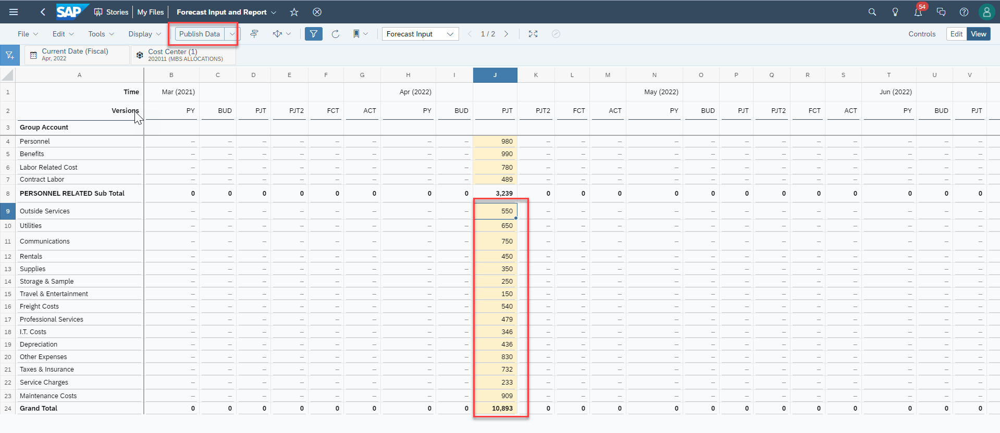 SAP Stories My Files Forecast Input and Report 54
File Edit Tools Display Publish Data Forecast Input 1 / 2 Controls Edit View
Current Date (Fiscal)
Apr, 2022
Cost Center (1)
202011 (MBS ALLOCATIONS)
A B C D E F G H I J K L M N O P Q R S T U V
1 Time Mar (2021) Apr (2022) May (2022) Jun (2022)
2 Versions PY BUD PJT PJT2 FCT ACT PY BUD PJT PJT2 FCT ACT PY BUD PJT PJT2 FCT ACT PY BUD PJT
3 Group Account
4 Personnel – – – – – – – – 980 – – – – – – – – – – – –
5 Benefits – – – – – – – – 990 – – – – – – – – – – – –
6 Labor Related Cost – – – – – – – – 780 – – – – – – – – – – – –
7 Contract Labor – – – – – – – – 489 – – – – – – – – – – – –
8 PERSONNEL RELATED Sub Total 0 0 0 0 0 0 0 0 3,239 0 0 0 0 0 0 0 0 0 0 0 0
9 Outside Services – – – – – – – – 550 – – – – – – – – – – – –
10 Utilities – – – – – – – – 650 – – – – – – – – – – – –
11 Communications – – – – – – – – 750 – – – – – – – – – – – –
12 Rentals – – – – – – – – 450 – – – – – – – – – – – –
13 Supplies – – – – – – – – 350 – – – – – – – – – – – –
14 Storage & Sample – – – – – – – – 250 – – – – – – – – – – – –
15 Travel & Entertainment – – – – – – – – 150 – – – – – – – – – – – –
16 Freight Costs – – – – – – – – 540 – – – – – – – – – – – –
17 Professional Services – – – – – – – – 479 – – – – – – – – – – – –
18 I.T. Costs – – – – – – – – 346 – – – – – – – – – – – –
19 Depreciation – – – – – – – – 436 – – – – – – – – – – – –
20 Other Expenses – – – – – – – – 830 – – – – – – – – – – – –
21 Taxes & Insurance – – – – – – – – 732 – – – – – – – – – – – –
22 Service Charges – – – – – – – – 233 – – – – – – – – – – – –
23 Maintenance Costs – – – – – – – – 909 – – – – – – – – – – – –
24 Grand Total 0 0 0 0 0 0 0 0 10,893 0 0 0 0 0 0 0 0 0 0 0 0